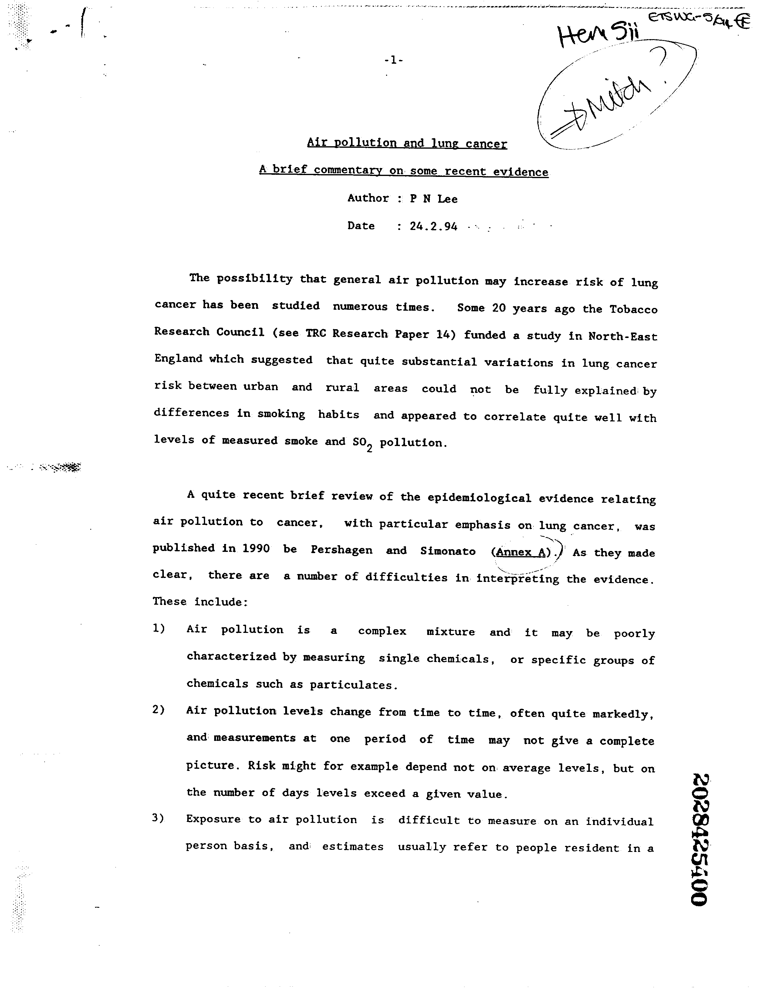 ETSWG-5/94
-1-
Mitch?
Air pollution and lung cancer
A brief commentary on some recent evidence
Author : P N Lee
Date : 24.2.94
The possibility that general air pollution may increase risk of lung
cancer has been studied numerous times. Some 20 years ago the Tobacco
Research Council (see TRC Research Paper 14) funded a study in North-East
England which suggested that quite substantial variations in lung cancer
risk between urban and rural areas could not be fully explained by
differences in smoking habits and appeared to correlate quite well with
levels of measured smoke and SO2 pollution.
A quite recent brief review of the epidemiological evidence relating
air pollution to cancer, with particular emphasis on lung cancer, was
published in 1990 be Pershagen and Simonato (Annex A). As they made
clear, there are a number of difficulties in interpreting the evidence.
These include:
1) Air pollution is a complex mixture and it may be poorly
characterized by measuring single chemicals, or specific groups of
chemicals such as particulates.
2) Air pollution levels change from time to time, often quite markedly,
and measurements at one period of time may not give a complete
picture. Risk might for example depend not on average levels, but on
the number of days levels exceed a given value.
3) Exposure to air pollution is difficult to measure on an individual
person basis, and estimates usually refer to people resident in a
2028425400